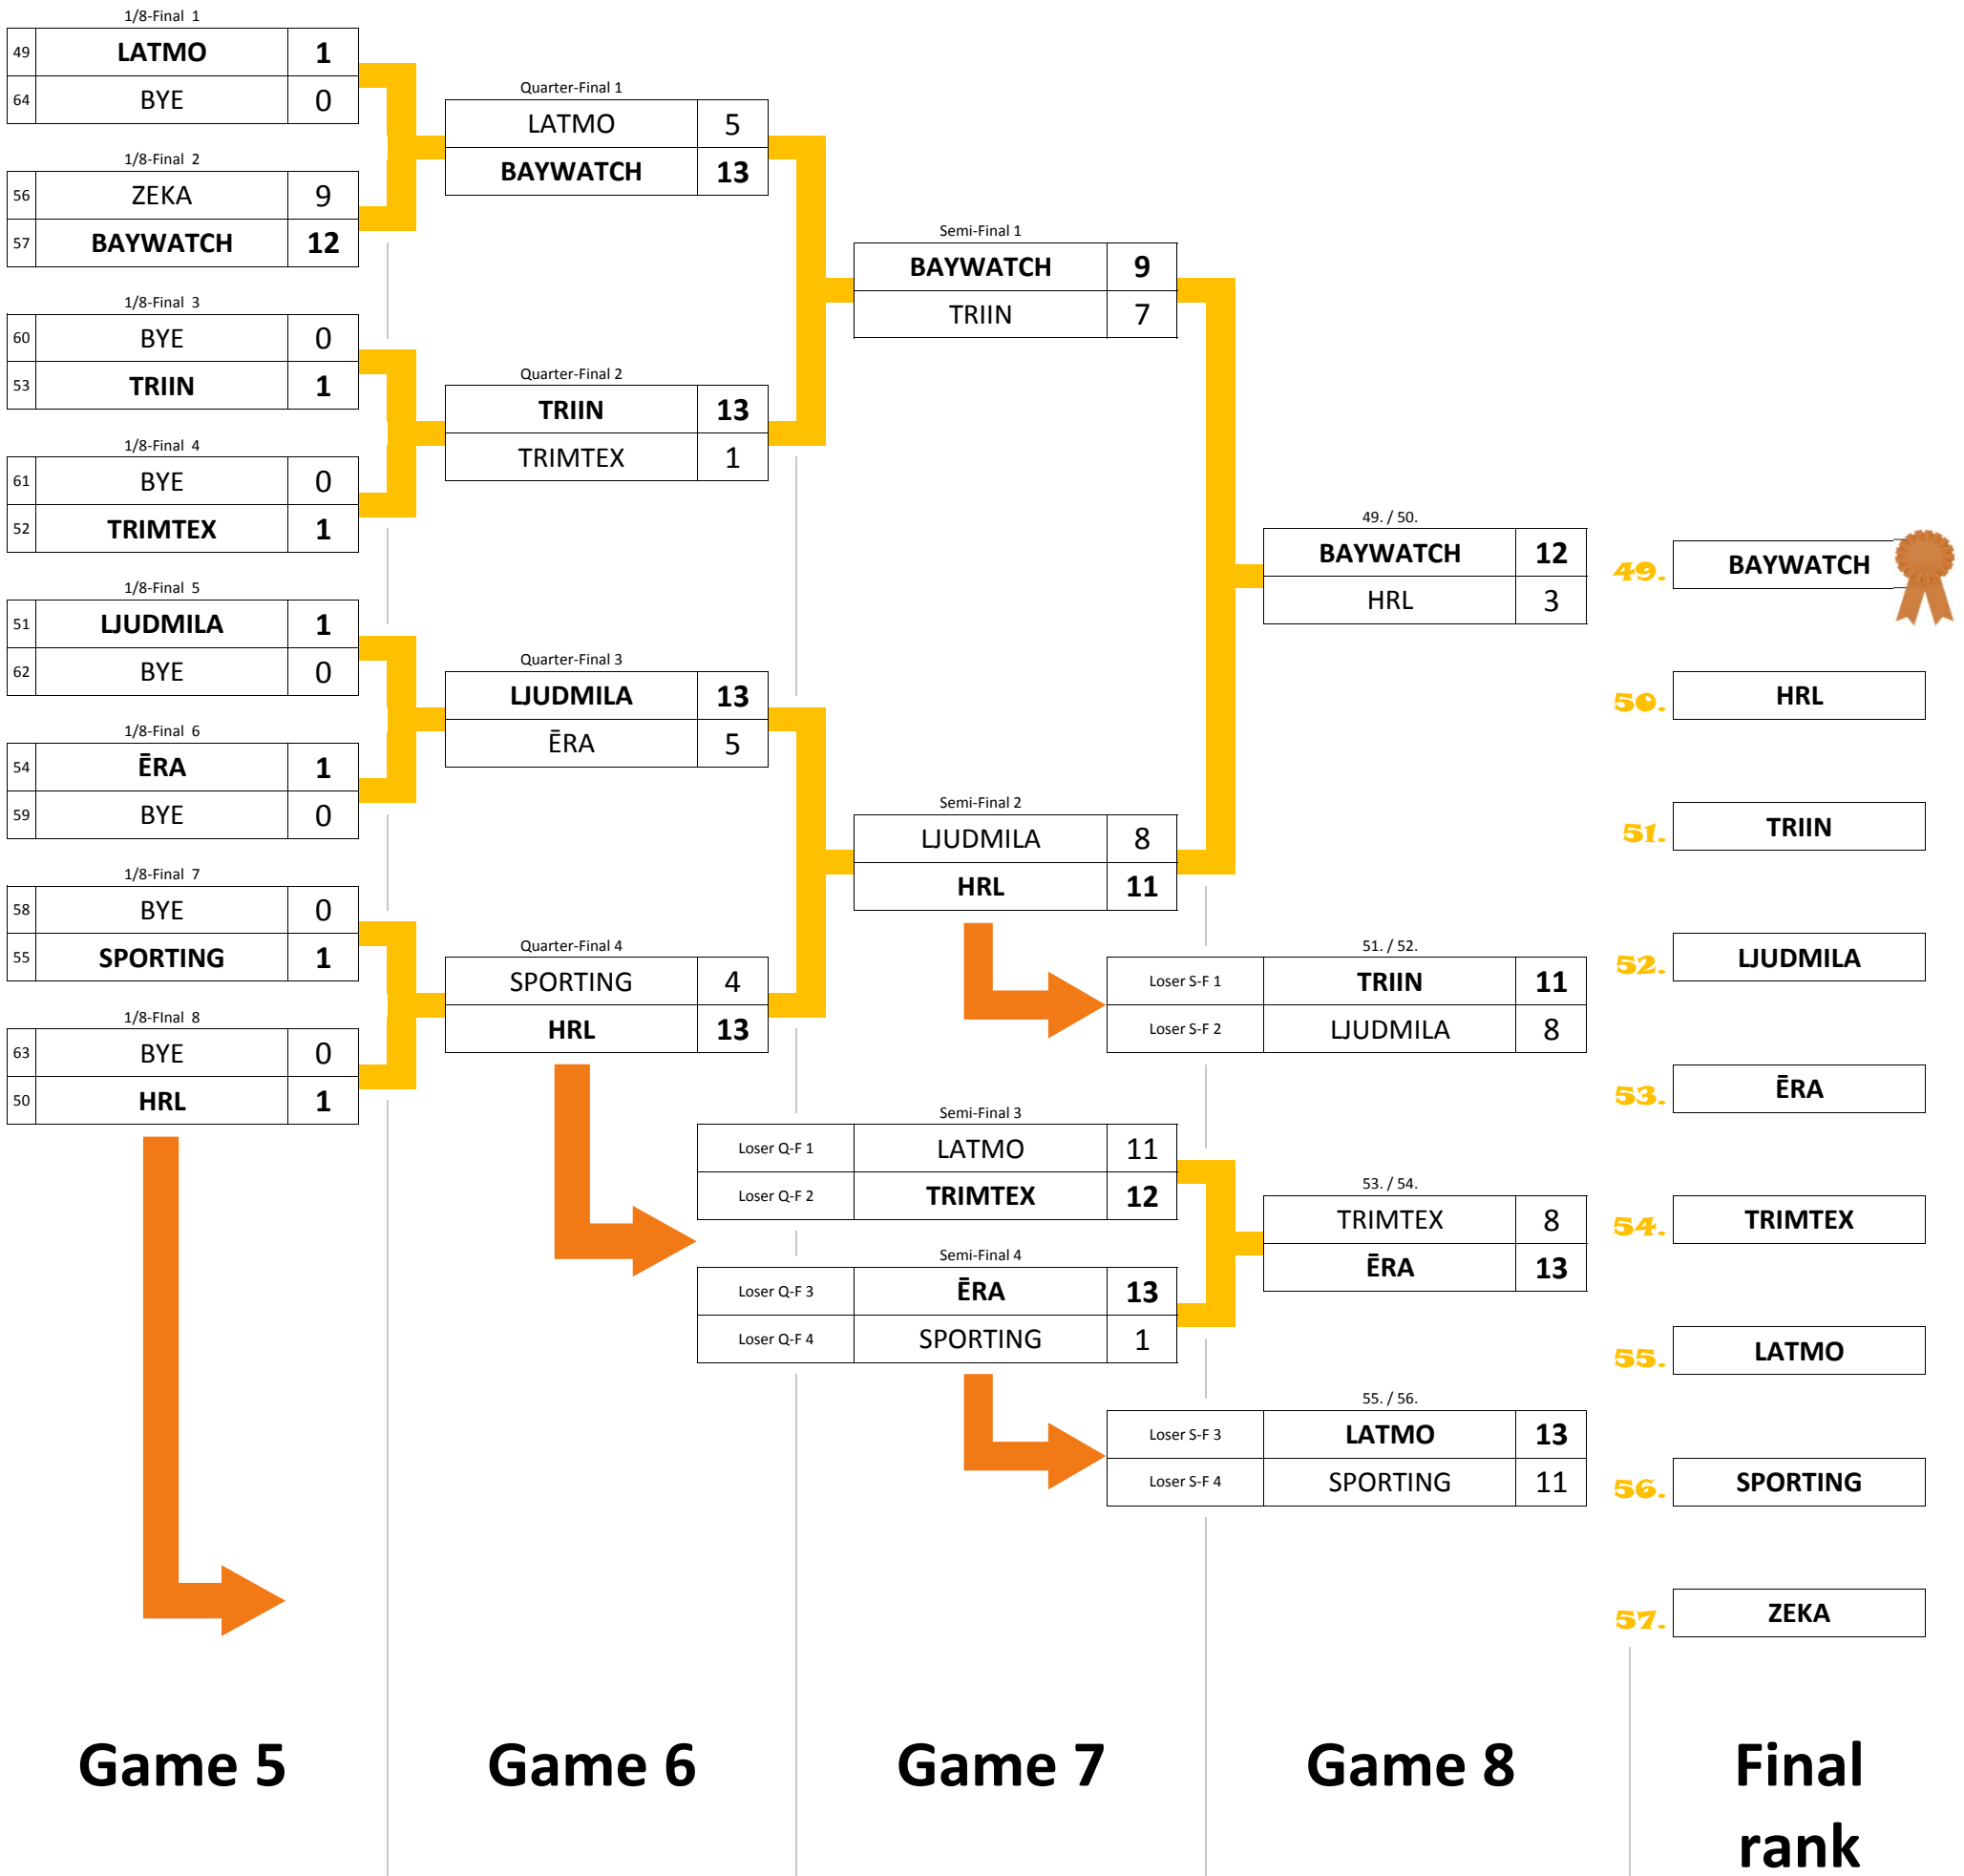 1/8-Final 1
49 LATMO 1
64 BYE 0
1/8-Final 2
56 ZEKA 9
57 BAYWATCH 12
1/8-Final 3
60 BYE 0
53 TRIIN 1
1/8-Final 4
61 BYE 0
52 TRIMTEX 1
1/8-Final 5
51 LJUDMILA 1
62 BYE 0
1/8-Final 6
54 ĒRA 1
59 BYE 0
1/8-Final 7
58 BYE 0
55 SPORTING 1
1/8-FInal 8
63 BYE 0
50 HRL 1
Game 5
Quarter-Final 1
LATMO 5
BAYWATCH 13
Quarter-Final 2
TRIIN 13
TRIMTEX 1
Quarter-Final 3
LJUDMILA 13
ĒRA 5
Quarter-Final 4
SPORTING 4
HRL 13
Game 6
Semi-Final 1
BAYWATCH 9
TRIIN 7
Semi-Final 2
LJUDMILA 8
HRL 11
Semi-Final 3
Loser Q-F 1 LATMO 11
Loser Q-F 2 TRIMTEX 12
Semi-Final 4
Loser Q-F 3 ĒRA 13
Loser Q-F 4 SPORTING 1
Game 7
49. / 50.
BAYWATCH 12
HRL 3
51. / 52.
Loser S-F 1 TRIIN 11
Loser S-F 2 LJUDMILA 8
53. / 54.
TRIMTEX 8
ĒRA 13
55. / 56.
Loser S-F 3 LATMO 13
Loser S-F 4 SPORTING 11
Game 8
49. BAYWATCH
50. HRL
51. TRIIN
52. LJUDMILA
53. ĒRA
54. TRIMTEX
55. LATMO
56. SPORTING
57. ZEKA
Final
rank